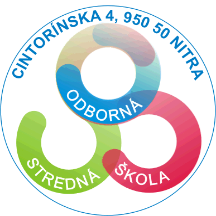 CINTORÍNSKA 4, 950 50 NITRA
ODBORNÁ
STREDNÁ
ŠKOLA